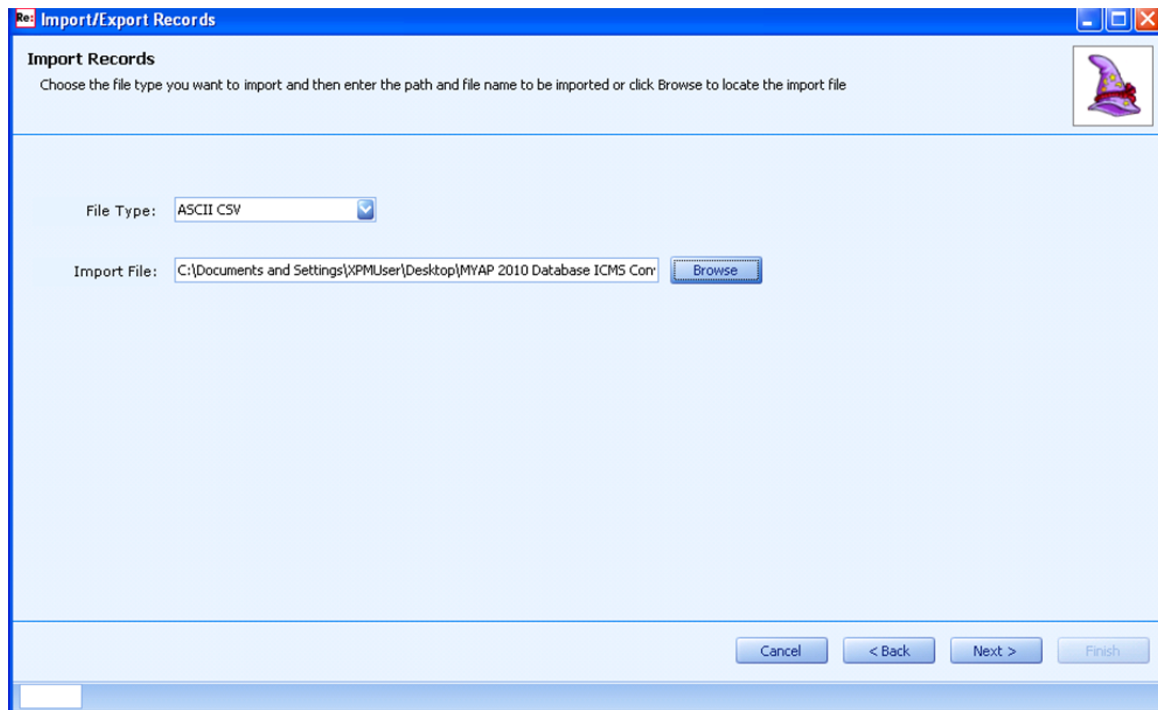 Re: Import/Export Records
Import Records
Choose the file type you want to import and then enter the path and file name to be imported or click Browse to locate the import file
File Type: ASCII CSV
Import File: C:\Documents and Settings\XPMUser\Desktop\MYAP 2010 Database ICMS Con Browse
Cancel < Back Next > Finish